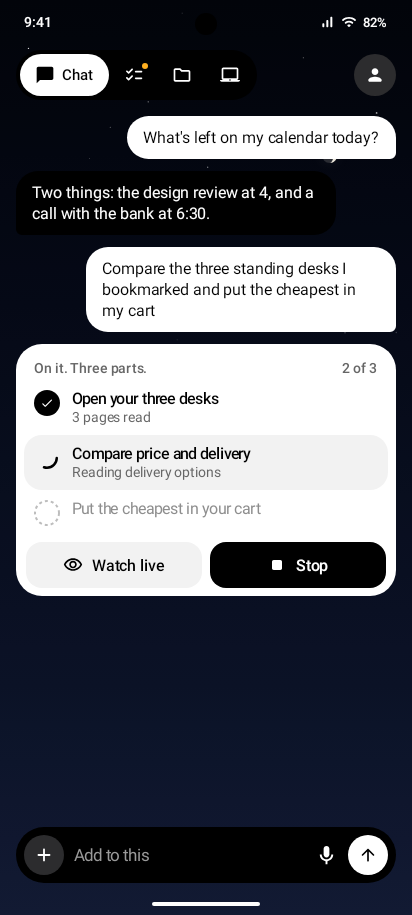 9:41
82%
Chat
What's left on my calendar today?
Two things: the design review at 4, and a
call with the bank at 6:30.
Compare the three standing desks I
bookmarked and put the cheapest in
my cart
On it. Three parts.
2 of 3
Open your three desks
3 pages read
Compare price and delivery
Reading delivery options
Put the cheapest in your cart
Watch live
Stop
Add to this